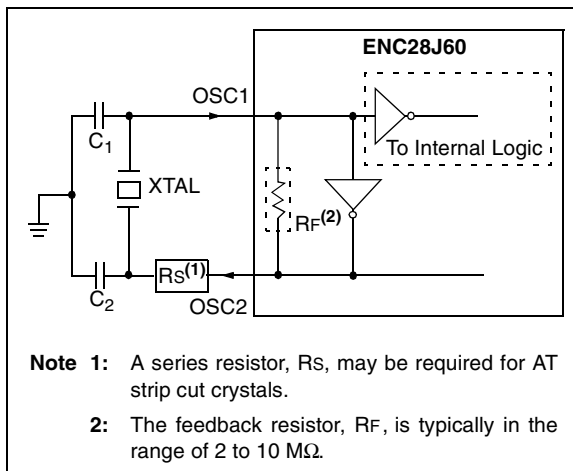 ENC28J60
OSC1
C1
To Internal Logic
XTAL
RF(2)
C2
RS(1)
OSC2
Note 1: A series resistor, RS, may be required for AT
strip cut crystals.
2: The feedback resistor, RF, is typically in the
range of 2 to 10 MΩ.